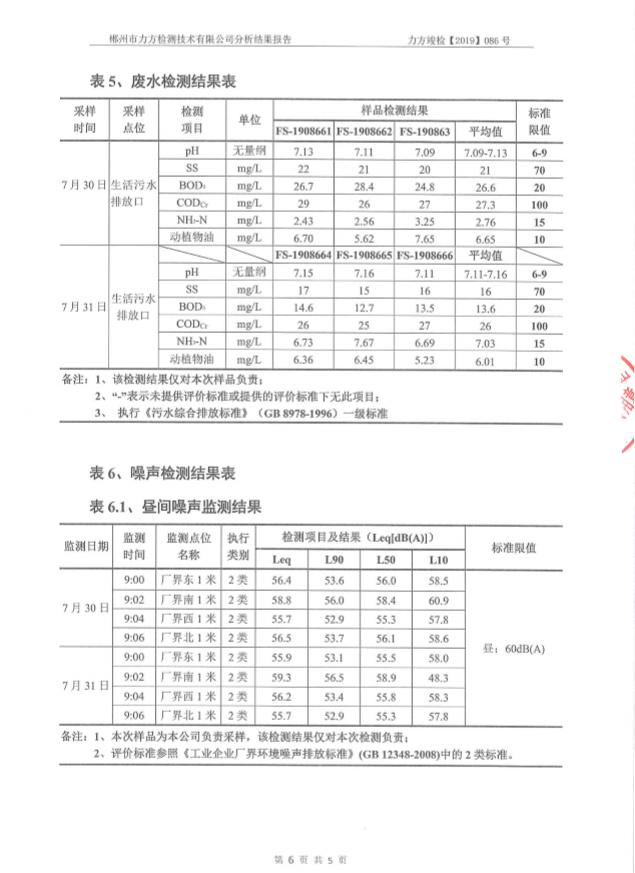 郴州市力方检测技术有限公司分析结果报告 力方竣检【2019】086 号
表 5、废水检测结果表
采样时间 采样点位 检测项目 单位 样品检测结果 标准限值
FS-1908661 FS-1908662 FS-190863 平均值
7 月 30 日 生活污水排放口 pH 无量纲 7.13 7.11 7.09 7.09-7.13 6-9
SS mg/L 22 21 20 21 70
BOD₅ mg/L 26.7 28.4 24.8 26.6 20
CODCr mg/L 29 26 27 27.3 100
NH₃-N mg/L 2.43 2.56 3.25 2.76 15
动植物油 mg/L 6.70 5.62 7.65 6.65 10
FS-1908664 FS-1908665 FS-1908666 平均值
7 月 31 日 生活污水排放口 pH 无量纲 7.15 7.16 7.11 7.11-7.16 6-9
SS mg/L 17 15 16 16 70
BOD₅ mg/L 14.6 12.7 13.5 13.6 20
CODCr mg/L 26 25 27 26 100
NH₃-N mg/L 6.73 7.67 6.69 7.03 15
动植物油 mg/L 6.36 6.45 5.23 6.01 10
备注：1、该检测结果仅对本次样品负责；
2、“-”表示未提供评价标准或提供的评价标准下无此项目；
3、 执行《污水综合排放标准》（GB 8978-1996）一级标准
表 6、噪声检测结果表
表 6.1、昼间噪声监测结果
监测日期 监测时间 监测点位名称 执行类别 检测项目及结果（Leq[dB(A)]） 标准限值
Leq L90 L50 L10
7 月 30 日 9:00 厂界东 1 米 2 类 56.4 53.6 56.0 58.5 昼：60dB(A)
9:02 厂界南 1 米 2 类 58.8 56.0 58.4 60.9
9:04 厂界西 1 米 2 类 55.7 52.9 55.3 57.8
9:06 厂界北 1 米 2 类 56.5 53.7 56.1 58.6
7 月 31 日 9:00 厂界东 1 米 2 类 55.9 53.1 55.5 58.0
9:02 厂界南 1 米 2 类 59.3 56.5 58.9 48.3
9:04 厂界西 1 米 2 类 56.2 53.4 55.8 58.3
9:06 厂界北 1 米 2 类 55.7 52.9 55.3 57.8
备注：1、本次样品为本公司负责采样，该检测结果仅对本次检测负责；
2、评价标准参照《工业企业厂界环境噪声排放标准》(GB 12348-2008)中的 2 类标准。
第 6 页 共 5 页